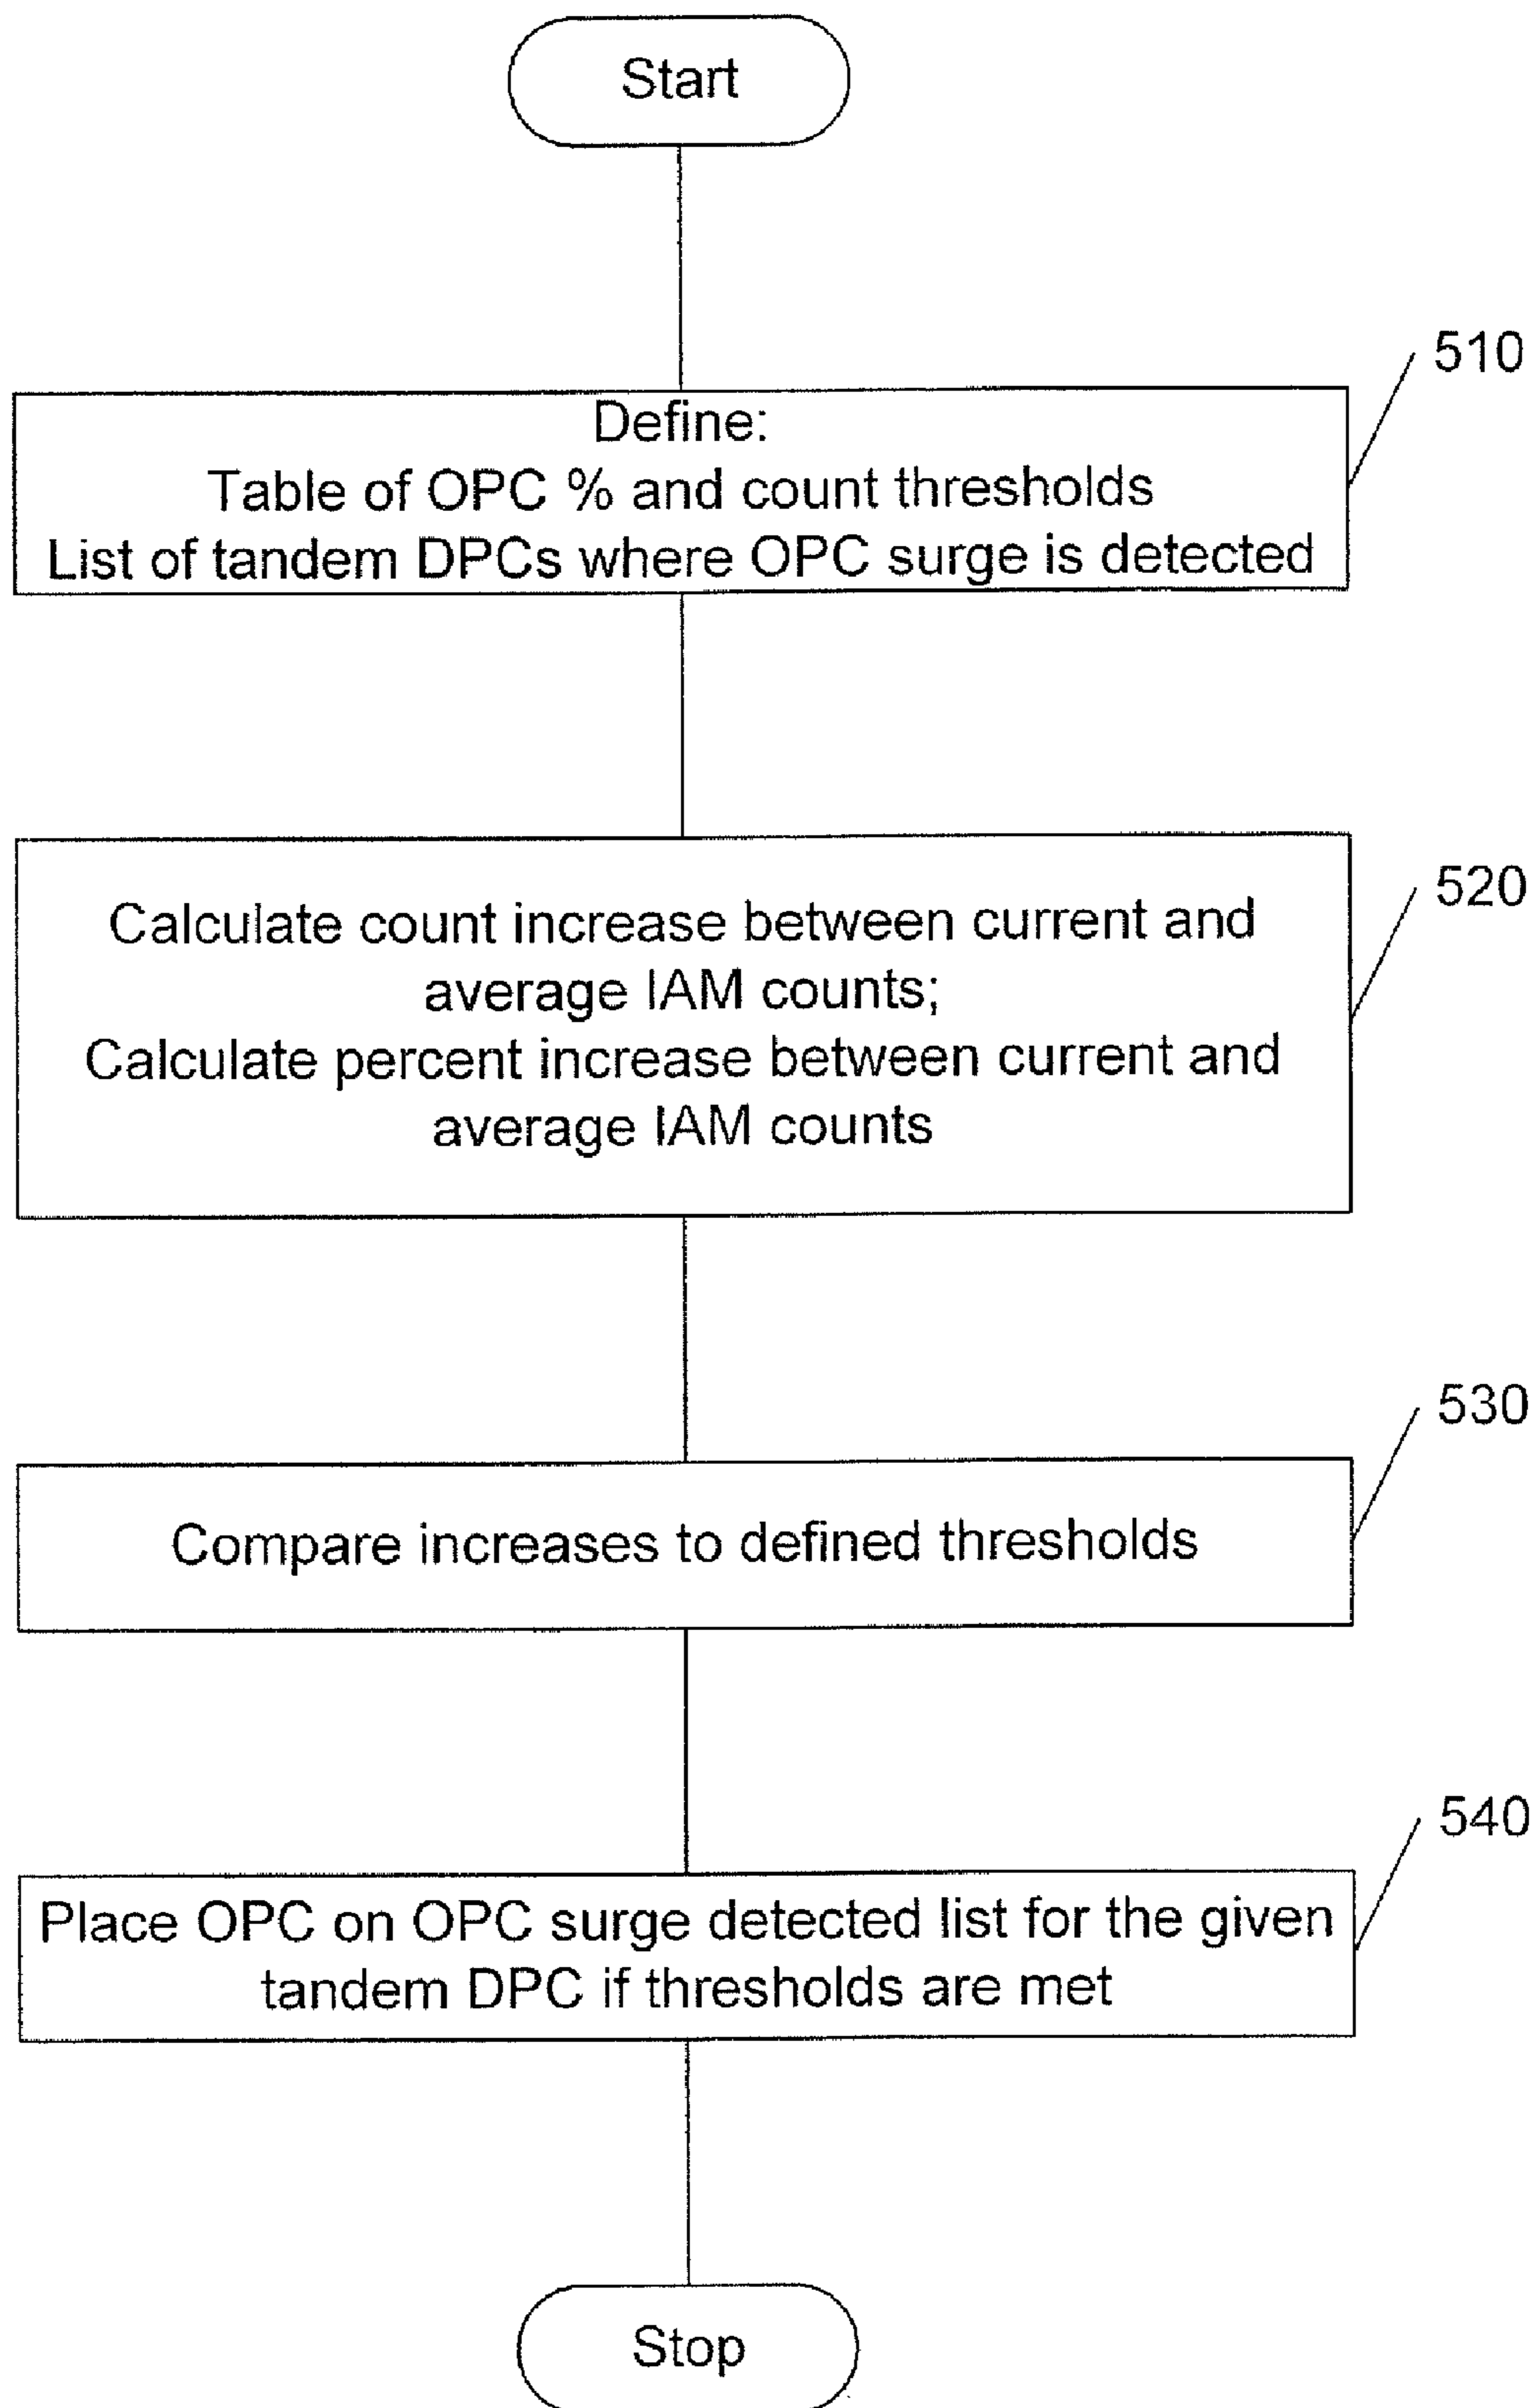 Start
510
Define:
Table of OPC % and count thresholds
List of tandem DPCs where OPC surge is detected
520
Calculate count increase between current and
average IAM counts;
Calculate percent increase between current and
average IAM counts
530
Compare increases to defined thresholds
540
Place OPC on OPC surge detected list for the given
tandem DPC if thresholds are met
Stop